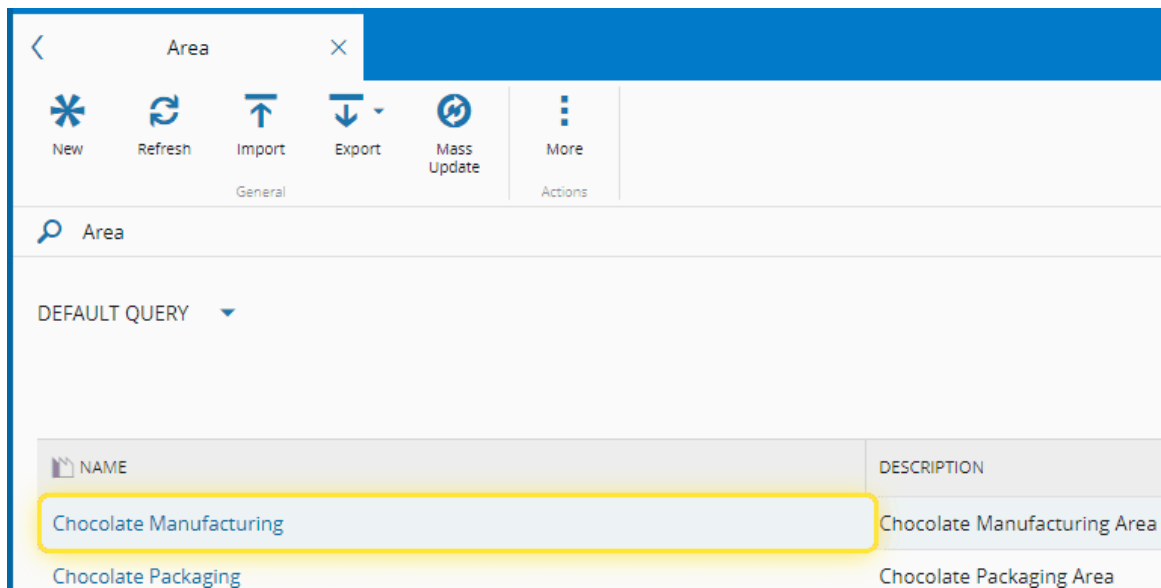 Area
New
Refresh
Import
Export
Mass
Update
More
General
Actions
Area
DEFAULT QUERY
NAME
DESCRIPTION
Chocolate Manufacturing
Chocolate Manufacturing Area
Chocolate Packaging
Chocolate Packaging Area